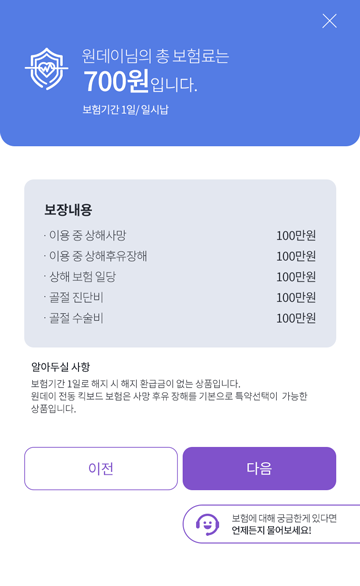 원데이님의 총 보험료는
700원입니다.
보험기간 1일/ 일시납
보장내용
· 이용 중 상해사망 100만원
· 이용 중 상해후유장해 100만원
· 상해 보험 일당 100만원
· 골절 진단비 100만원
· 골절 수술비 100만원
알아두실 사항
보험기간 1일로 해지 시 해지 환급금이 없는 상품입니다.
원데이 전동 킥보드 보험은 사망 후유 장해를 기본으로 특약선택이 가능한
상품입니다.
이전 다음
보험에 대해 궁금한게 있다면
언제든지 물어보세요!